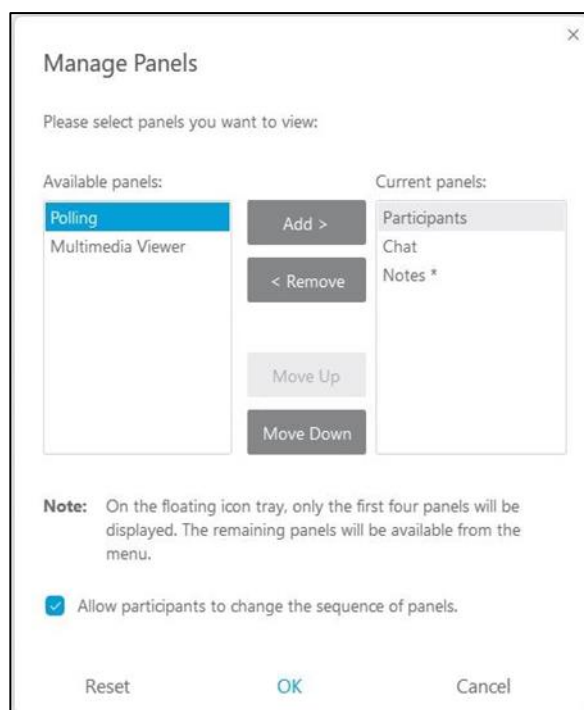 Manage Panels
Please select panels you want to view:
Available panels:
Current panels:
Polling
Multimedia Viewer
Add >
< Remove
Move Up
Move Down
Participants
Chat
Notes *
Note: On the floating icon tray, only the first four panels will be
displayed. The remaining panels will be available from the
menu.
Allow participants to change the sequence of panels.
Reset
OK
Cancel